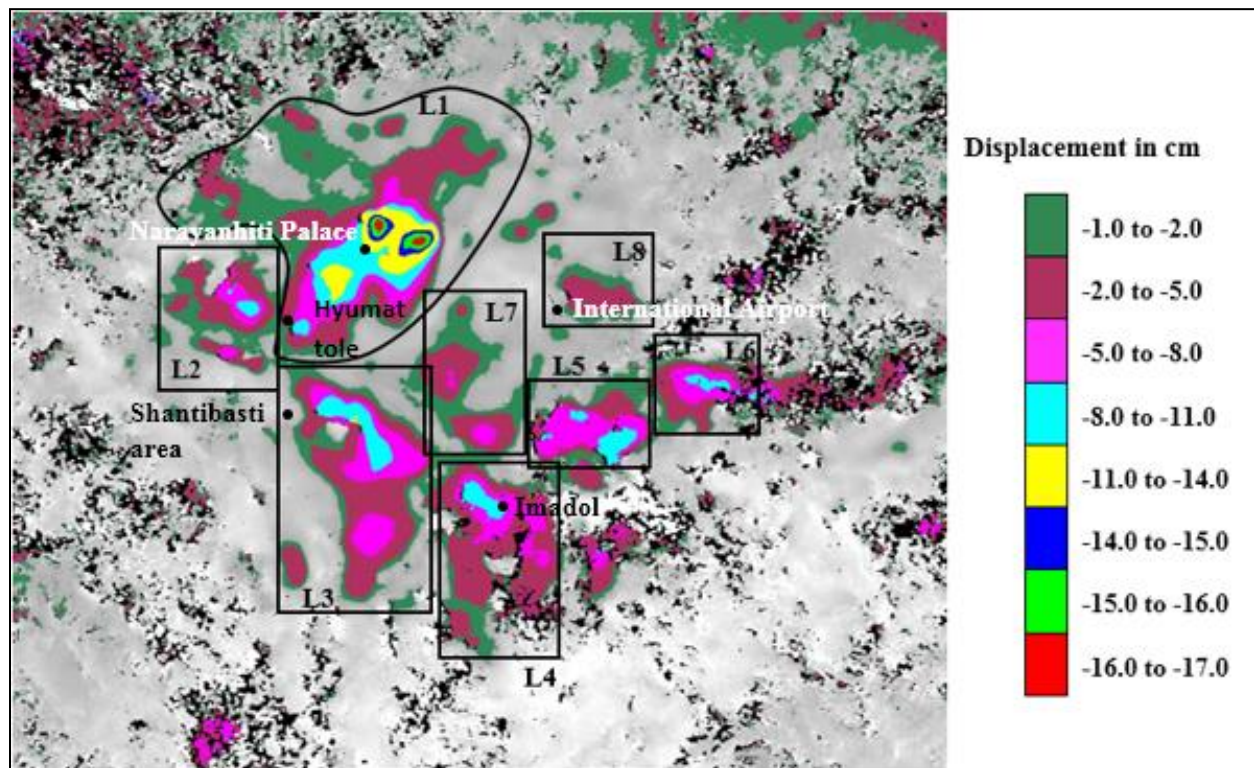 L1
Displacement in cm
Narayanhiti Palace
L8
L7
International Airport
Hyumat
tole
L2
L5
L6
Shantibasti
area
Imadol
L3
L4
-1.0 to -2.0
-2.0 to -5.0
-5.0 to -8.0
-8.0 to -11.0
-11.0 to -14.0
-14.0 to -15.0
-15.0 to -16.0
-16.0 to -17.0